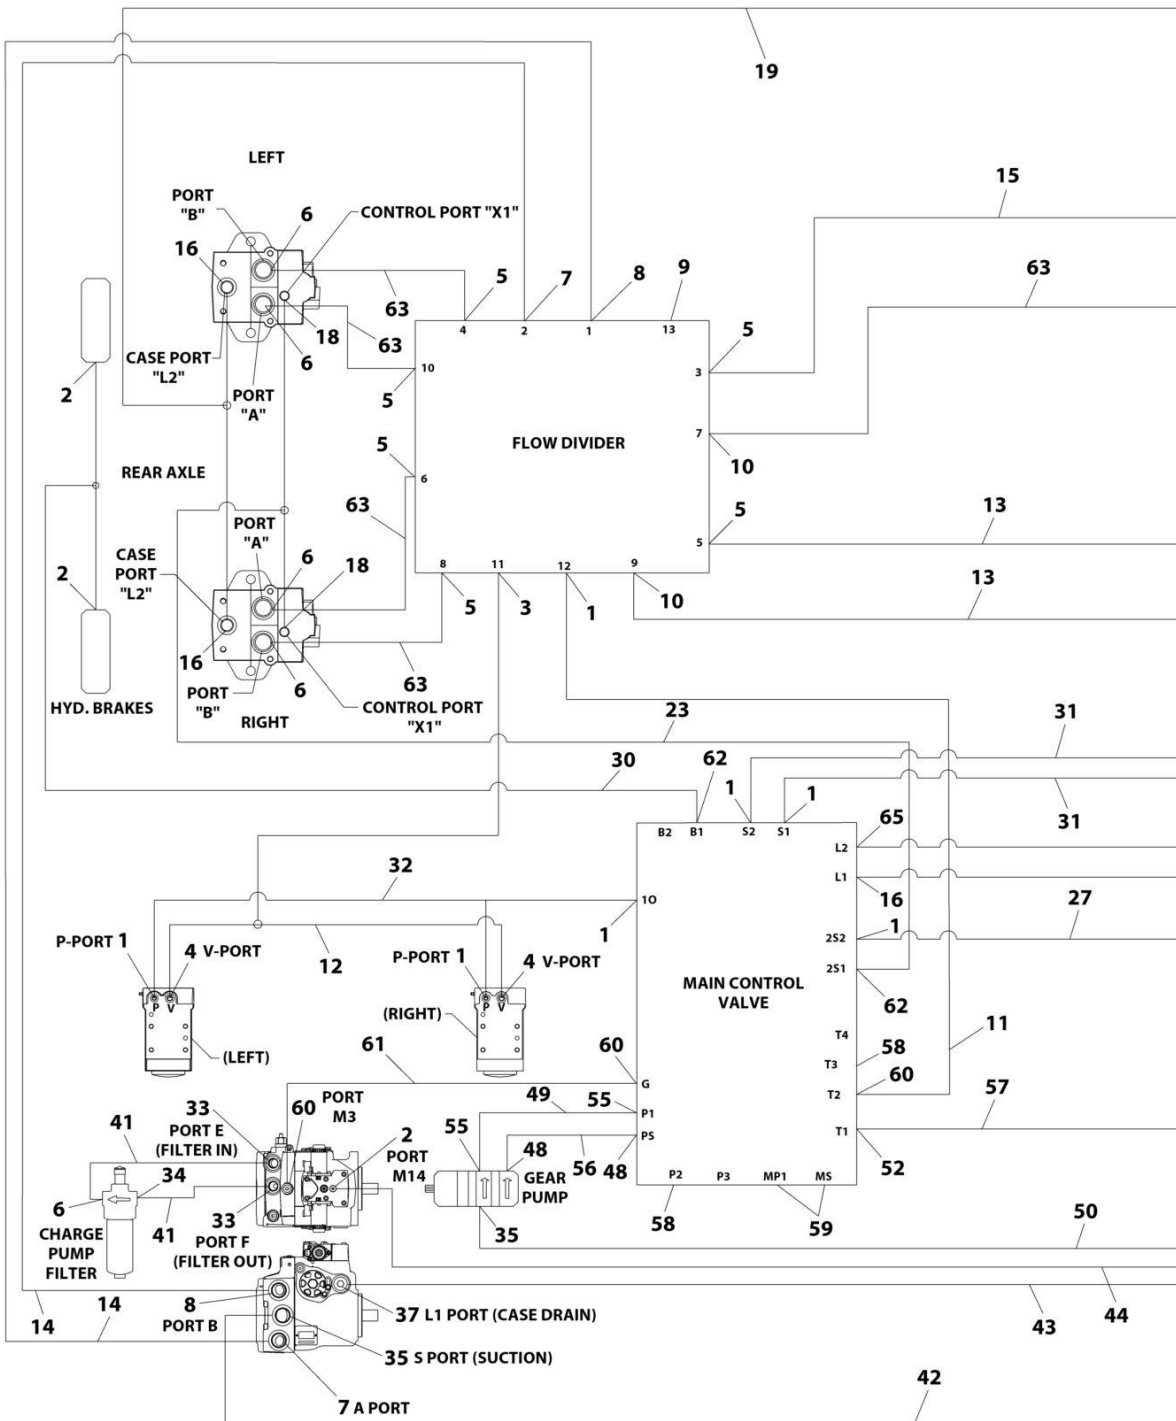 19
LEFT
15
PORT
"B"
6
CONTROL PORT "X1"
16
63
5
7
8
9
63
4
2
1
13
18
63
6
CASE PORT
"L2"
2
PORT
"A"
10
5
3
5
FLOW DIVIDER
7
10
REAR AXLE
5
6
63
5
5
13
PORT
"A"
CASE
PORT
"L2"
6
18
2
8
11
12
9
5
3
1
10
13
16
PORT
"B"
6
63
HYD. BRAKES
RIGHT
CONTROL PORT
"X1"
23
31
30
62
1
1
31
B2
B1
S2
S1
65
L2
L1
16
32
1O
1
27
1
2S2
2S1
62
P-PORT 1
4 V-PORT
12
P-PORT 1
4 V-PORT
P V
P V
MAIN CONTROL
VALVE
(RIGHT)
(LEFT)
11
T4
58
T3
60
T2
57
T1
52
61
60
G
49
55
P1
PS
48
56
55
48
GEAR
PUMP
35
33
60
PORT
M3
2
PORT
M14
41
PORT E
(FILTER IN)
34
6
41
33
PORT F
(FILTER OUT)
CHARGE
PUMP
FILTER
P2
P3
MP1
MS
58
59
50
44
43
14
14
8
PORT B
37 L1 PORT (CASE DRAIN)
35 S PORT (SUCTION)
7 A PORT
42